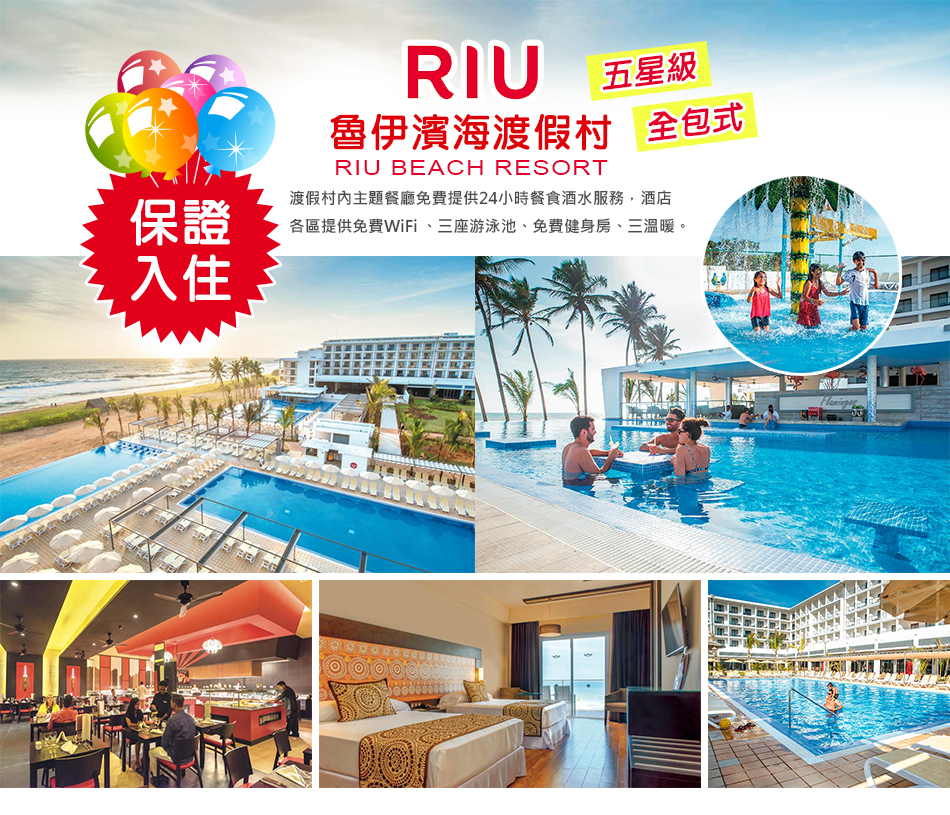 RIU
五星級
全包式
魯伊濱海渡假村
RIU BEACH RESORT
渡假村內主題餐廳免費提供24小時餐食酒水服務，酒店
各區提供免費WiFi 、三座游泳池、免費健身房、三溫暖。
保證
入住
Flamingos